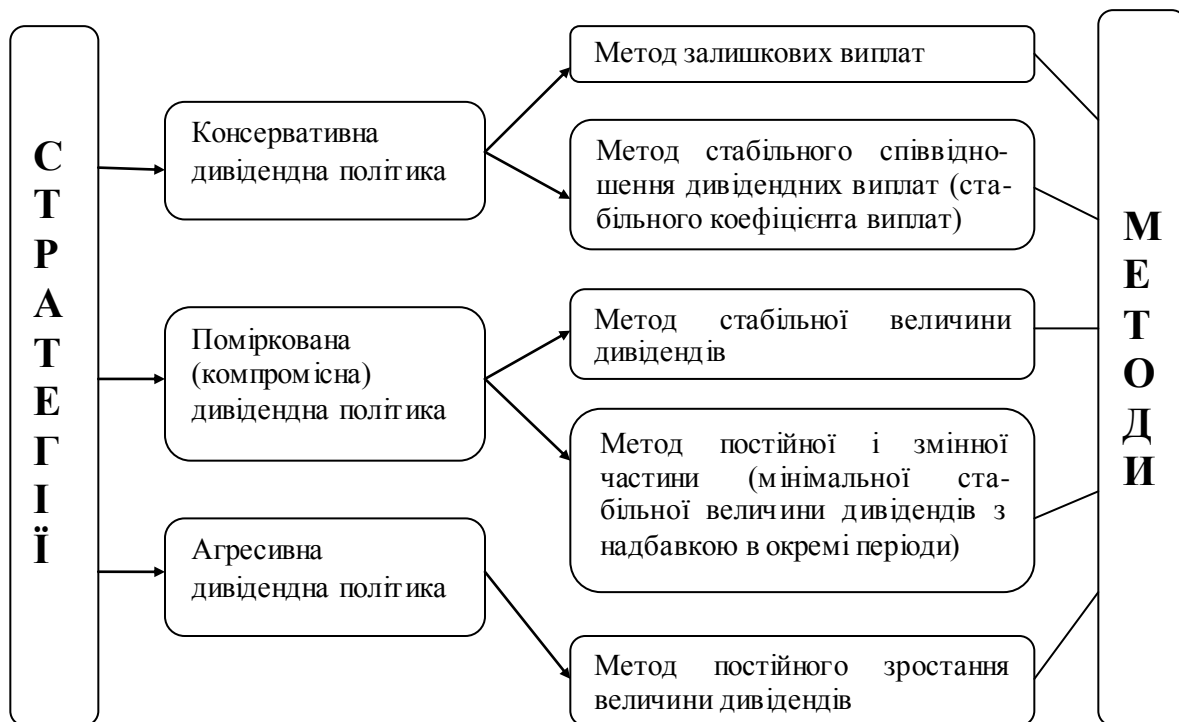 СТРАТЕГІЇ
Консервативна
дивідендна політика
Поміркована
(компромісна)
дивідендна політика
Агресивна
дивідендна політика
Метод залишкових виплат
Метод стабільного співвідно-
шення дивідендних виплат (ста-
більного коефіцієнта виплат)
Метод стабільної величини
дивідендів
Метод постійної і змінної
частини (мінімальної ста-
більної величини дивідендів з
надбавкою в окремі періоди)
Метод постійного зростання
величини дивідендів
МЕТОДИ